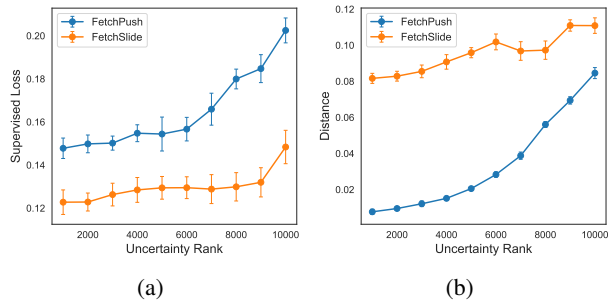 FetchPush
FetchSlide
0.20
0.18
0.16
0.14
0.12
Supervised Loss
2000 4000 6000 8000 10000
Uncertainty Rank
(a)
FetchPush
FetchSlide
0.12
0.10
0.08
0.06
0.04
0.02
Distance
2000 4000 6000 8000 10000
Uncertainty Rank
(b)